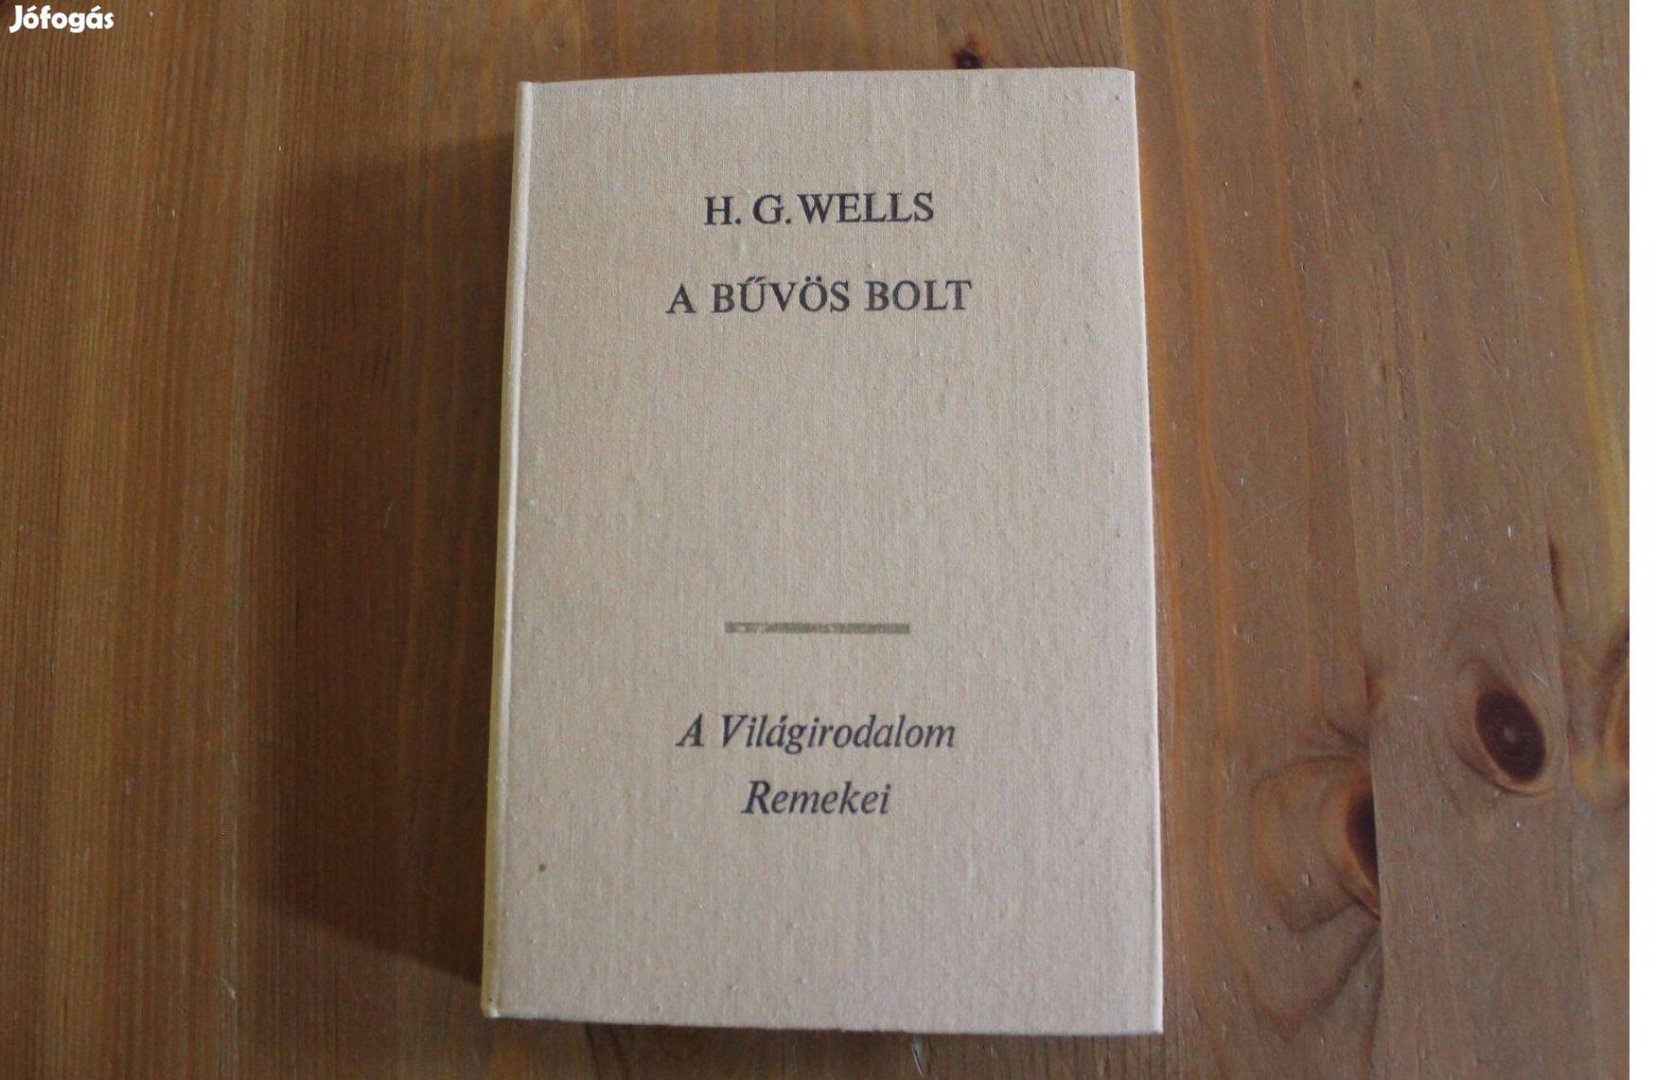 Jófogás
H. G. WELLS
A BŰVÖS BOLT
A Világirodalom
Remekei